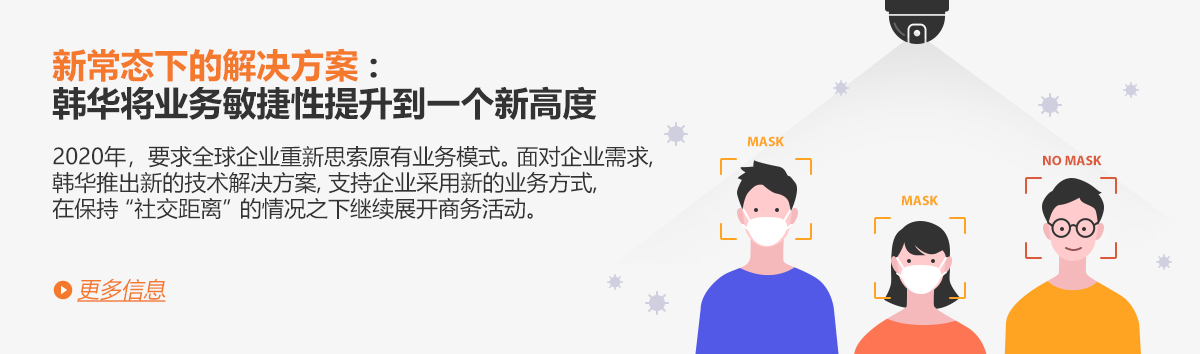 新常态下的解决方案：
韩华将业务敏捷性提升到一个新高度
2020年，要求全球企业重新思索原有业务模式。面对企业需求,
韩华推出新的技术解决方案, 支持企业采用新的业务方式,
在保持 “社交距离” 的情况之下继续展开商务活动。
更多信息
MASK
MASK
NO MASK